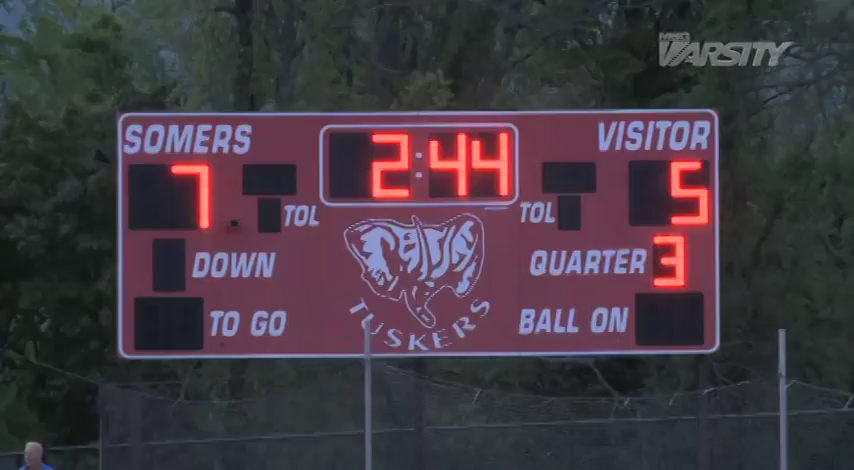 MSG
VARSITY
SOMERS 2:44 VISITOR
7 TOL TOL 5
DOWN QUARTER 3
TO GO BALL ON
TUSKERS